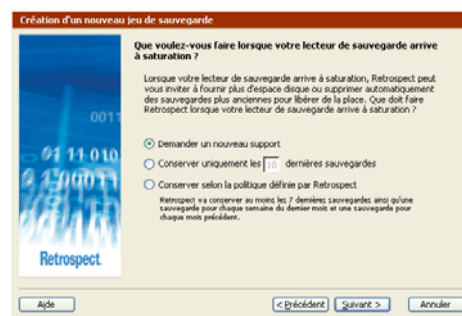 Création d'un nouveau jeu de sauvegarde
Que voulez-vous faire lorsque votre lecteur de sauvegarde arrive
à saturation ?
Lorsque votre lecteur de sauvegarde arrive à saturation, Retrospect peut
vous inviter à fournir plus d'espace disque ou supprimer automatiquement
des sauvegardes plus anciennes pour libérer de la place. Que doit faire
Retrospect lorsque votre lecteur de sauvegarde arrive à saturation ?
Demander un nouveau support
Conserver uniquement les 10 dernières sauvegardes
Conserver selon la politique définie par Retrospect
Retrospect va conserver au moins les 7 dernières sauvegardes ainsi qu'une
sauvegarde pour chaque semaine du dernier mois et une sauvegarde pour
chaque mois précédent.
0011
01 11 010
Retrospect
Aide
< Précédent
Suivant >
Annuler